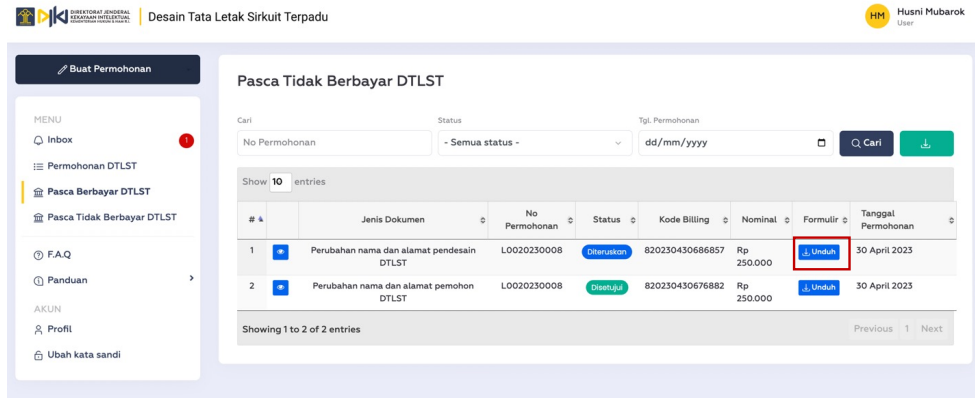 DIREKTORAT JENDERAL
KEKAYAAN INTELEKTUAL
KEMENTERIAN HUKUM & HAM R.I.
Desain Tata Letak Sirkuit Terpadu
HM
Husni Mubarok
User
Buat Permohonan
MENU
Inbox
1
Permohonan DTLST
Pasca Berbayar DTLST
Pasca Tidak Berbayar DTLST
F.A.Q
Panduan
AKUN
Profil
Ubah kata sandi
Pasca Tidak Berbayar DTLST
Cari
Status
Tgl. Permohonan
No Permohonan
- Semua status -
dd/mm/yyyy
Cari
Show 10 entries
# Jenis Dokumen No Permohonan Status Kode Billing Nominal Formulir Tanggal Permohonan
1 Perubahan nama dan alamat pendesain DTLST L0020230008 Diteruskan 820230430686857 Rp 250.000 Unduh 30 April 2023
2 Perubahan nama dan alamat pemohon DTLST L0020230008 Disetujui 820230430676882 Rp 250.000 Unduh 30 April 2023
Showing 1 to 2 of 2 entries
Previous 1 Next